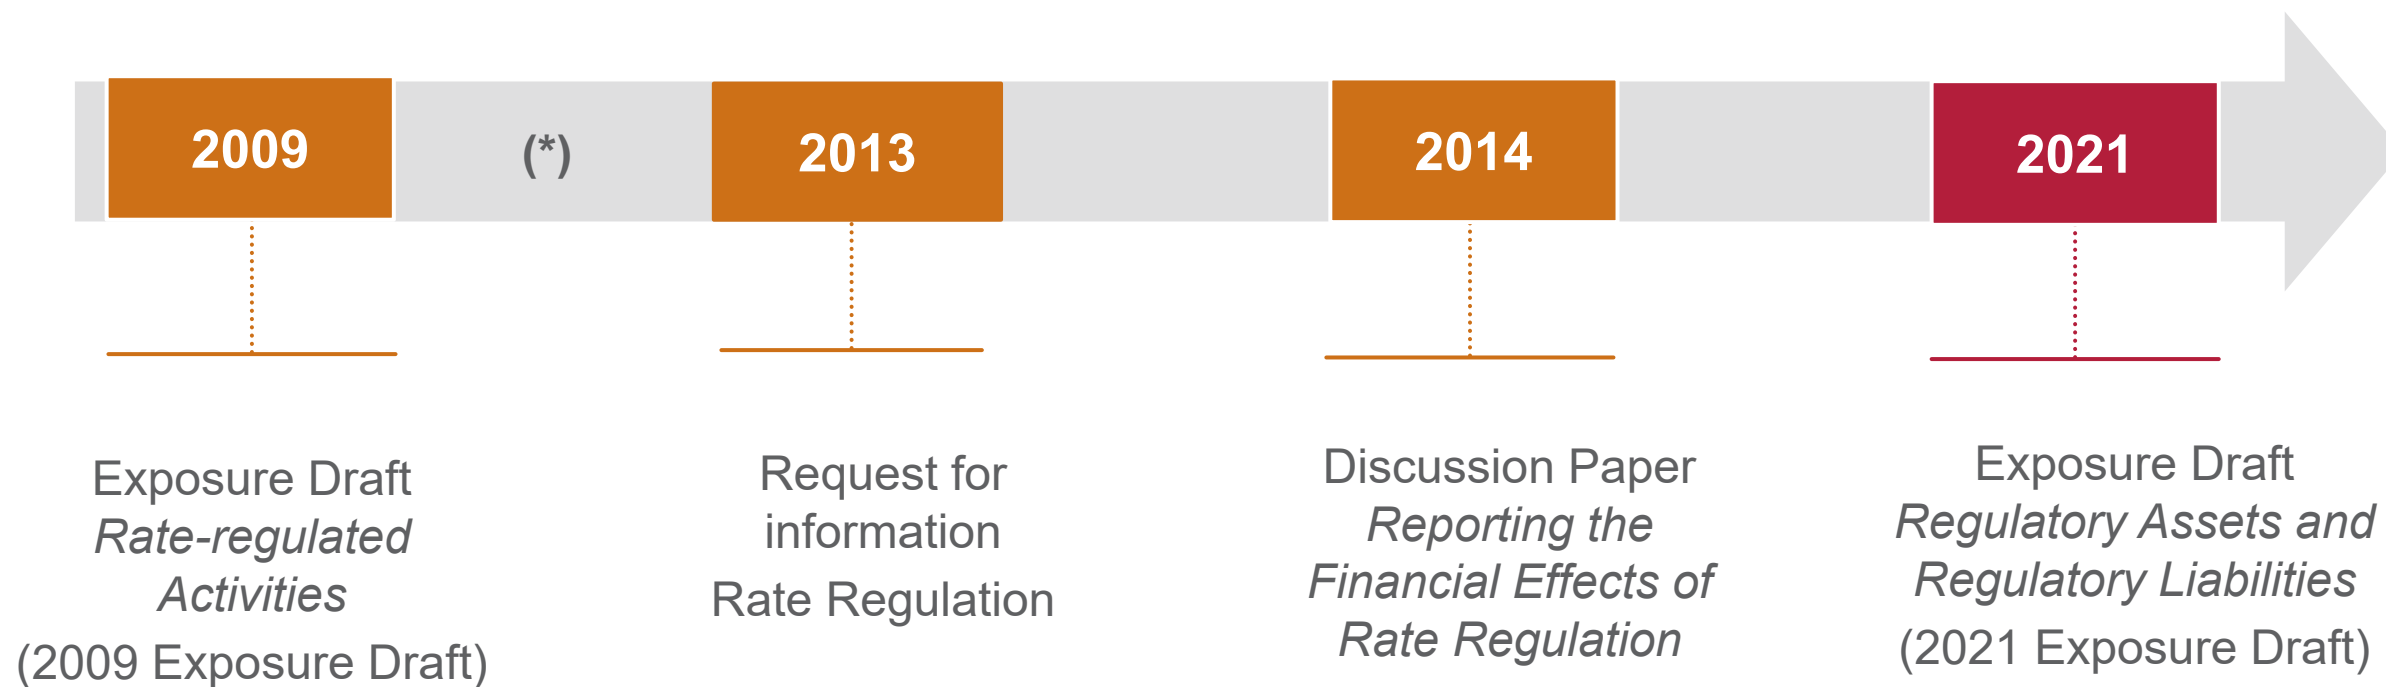 2009
(*)
2013
2014
2021
Exposure Draft
Rate-regulated
Activities
(2009 Exposure Draft)
Request for
information
Rate Regulation
Discussion Paper
Reporting the
Financial Effects of
Rate Regulation
Exposure Draft
Regulatory Assets and
Regulatory Liabilities
(2021 Exposure Draft)